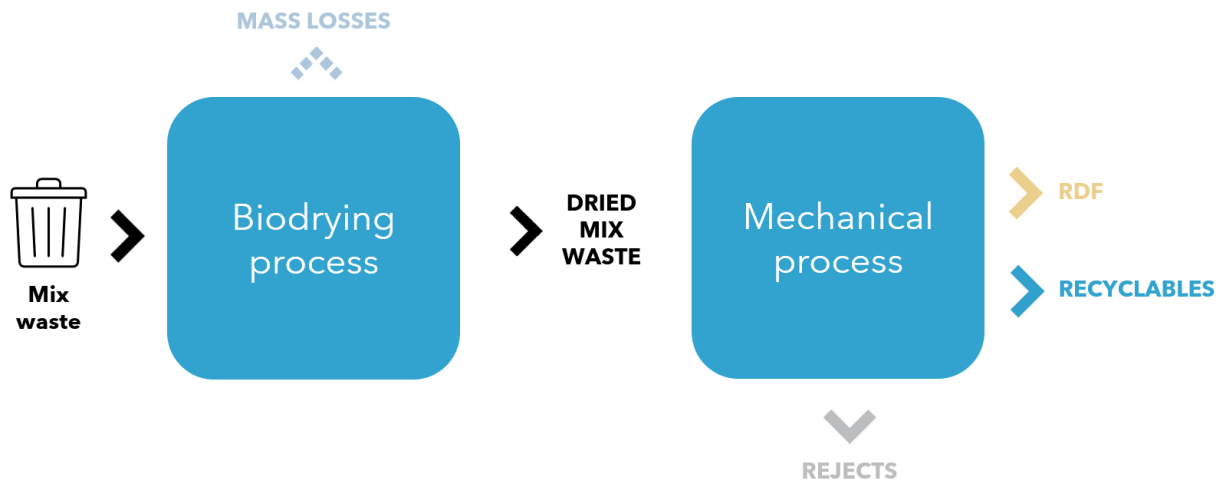 MASS LOSSES
Mix
waste
Biodrying
process
DRIED
MIX
WASTE
Mechanical
process
RDF
RECYCLABLES
REJECTS